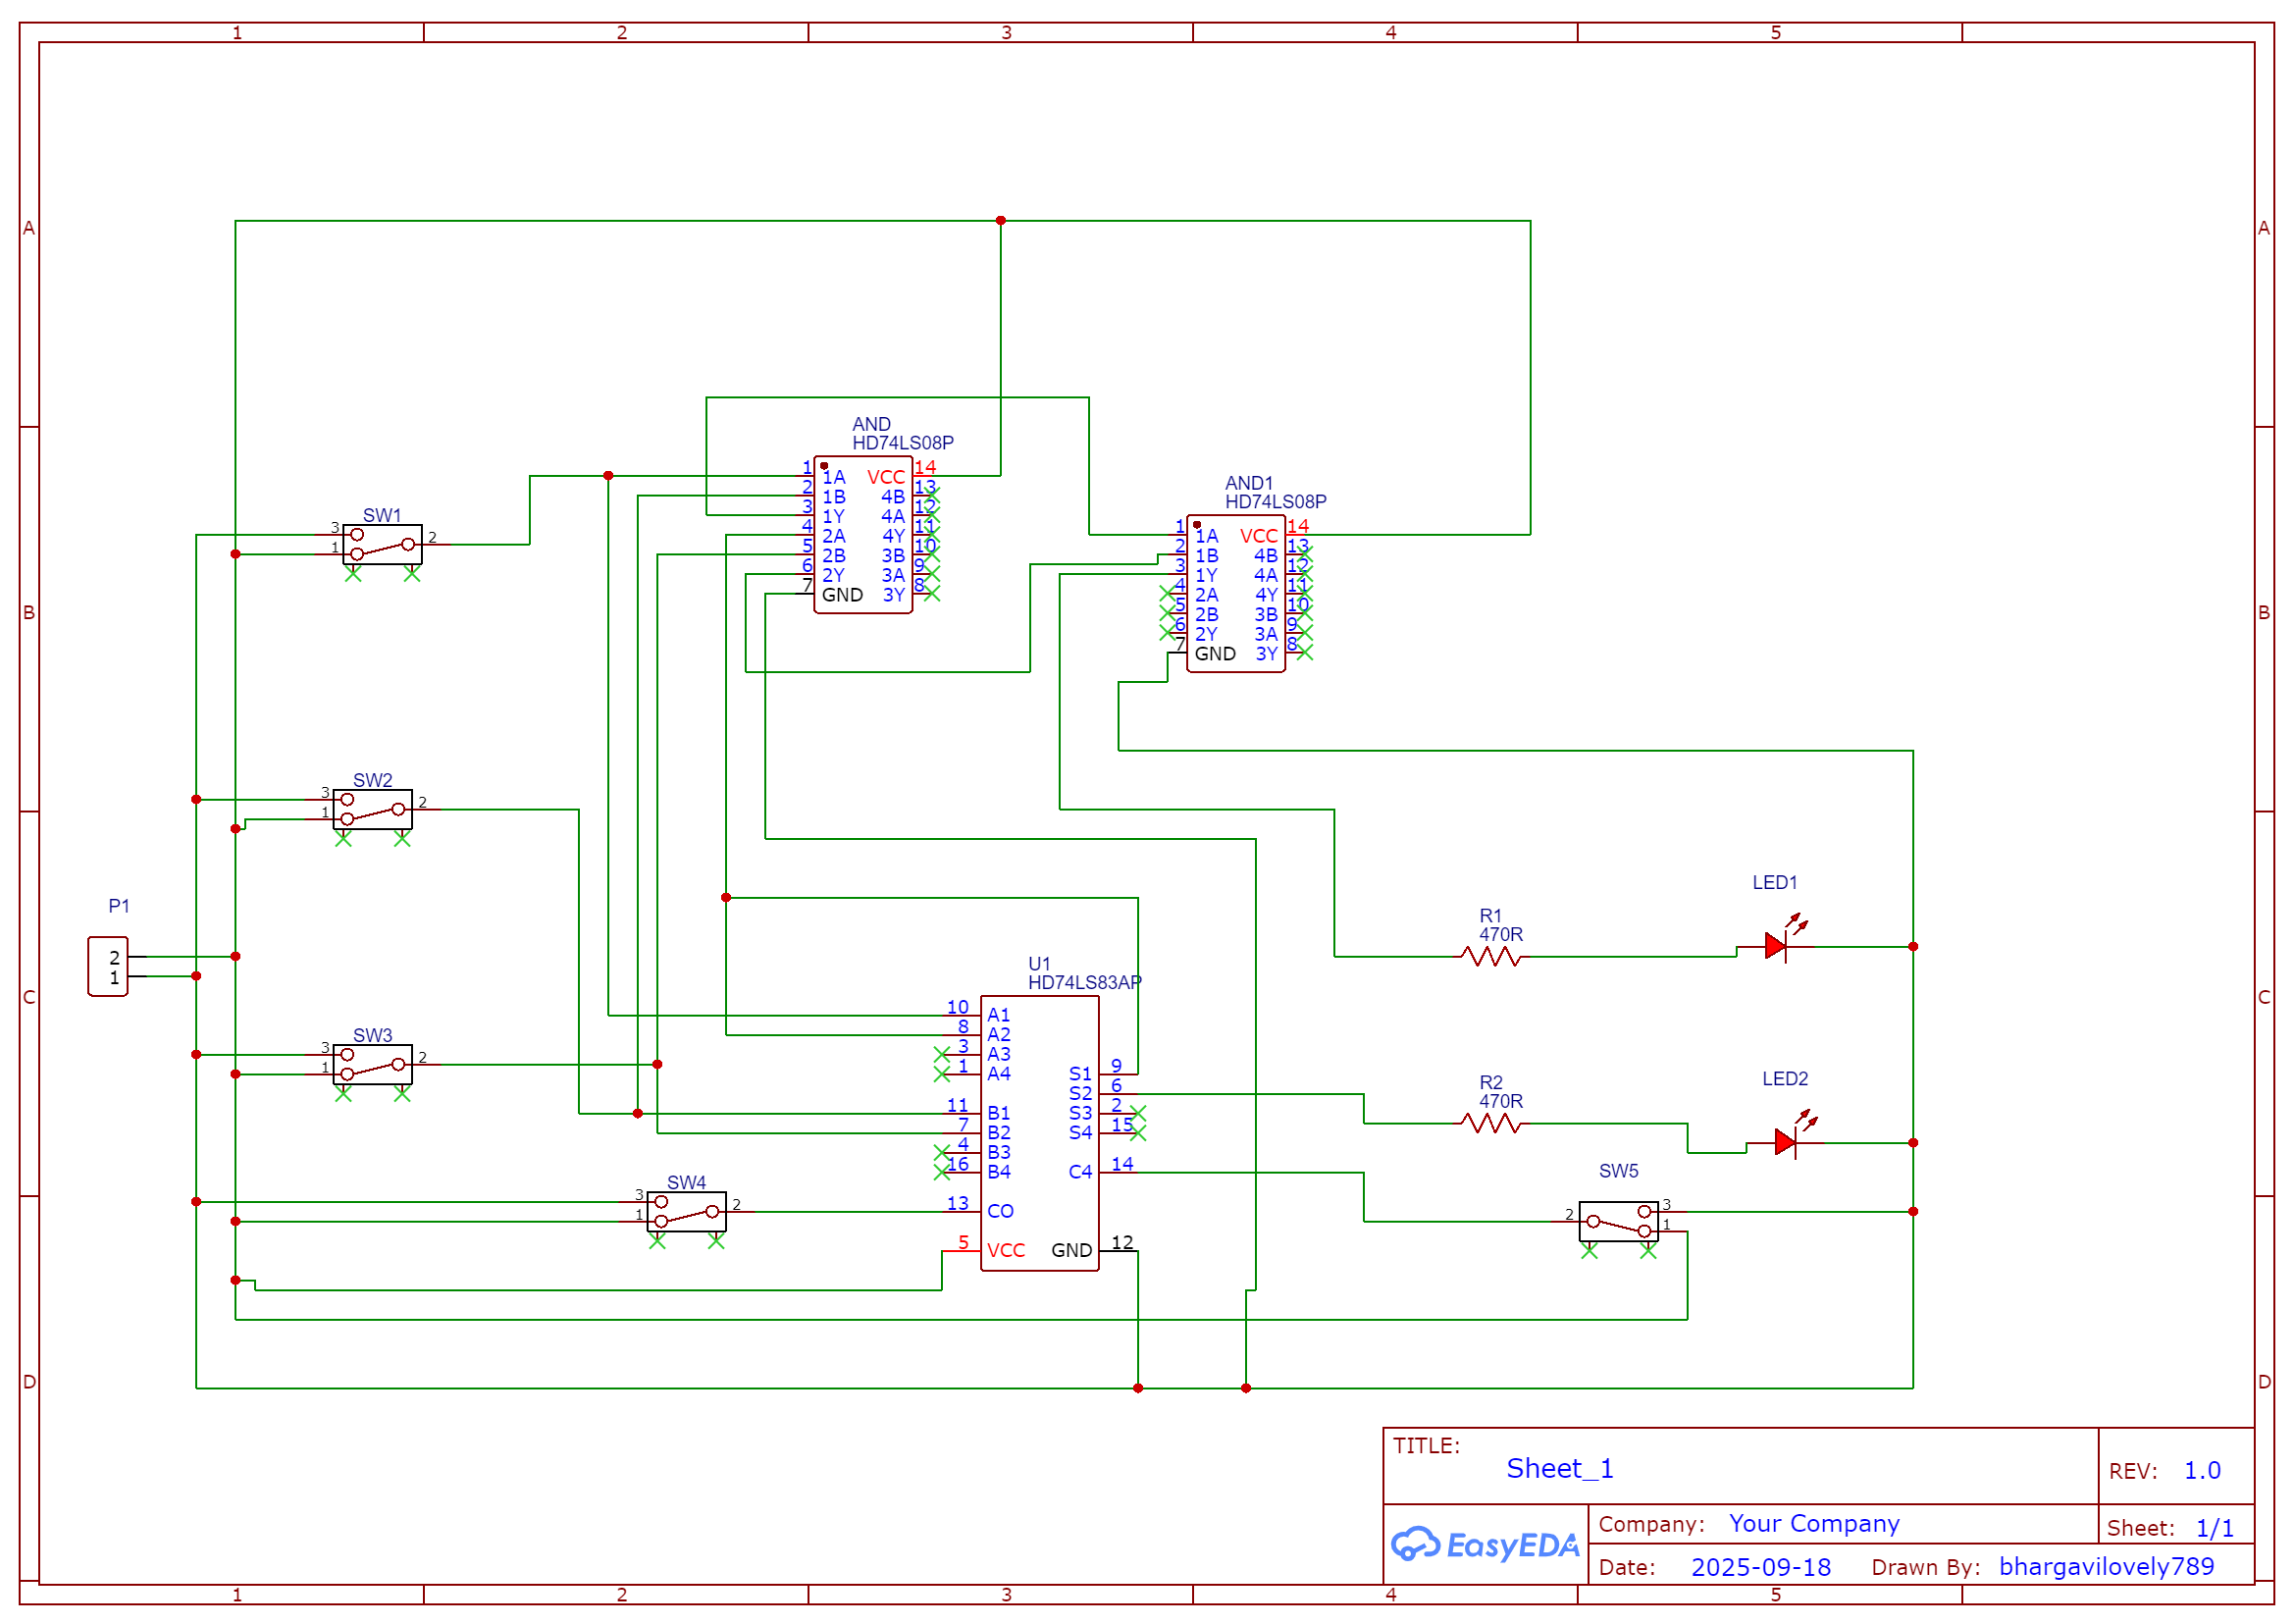 1 2 3 4 5
A A
AND
HD74LS08P
1 1A VCC 14
2 1B 4B 13
3 1Y 4A 12
4 2A 4Y 11
5 2B 3B 10
6 2Y 3A 9
7 GND 3Y 8
AND1
HD74LS08P
1 1A VCC 14
2 1B 4B 13
3 1Y 4A 12
4 2A 4Y 11
5 2B 3B 10
6 2Y 3A 9
7 GND 3Y 8
SW1
3
1 2
B B
SW2
3
1 2
P1
2
1
LED1
R1
470R
U1
HD74LS83AP
10 A1
8 A2
3 A3
1 A4
S1 9
S2 6
S3 2
S4 15
11 B1
7 B2
4 B3
16 B4
C4 14
13 CO
5 VCC GND 12
C C
SW3
3
1 2
R2
470R
LED2
SW4
3
1 2
SW5
2 3
1
D D
TITLE:
Sheet_1
REV: 1.0
EasyEDA
Company: Your Company
Sheet: 1/1
Date: 2025-09-18 Drawn By: bhargavilovely789
1 2 3 4 5